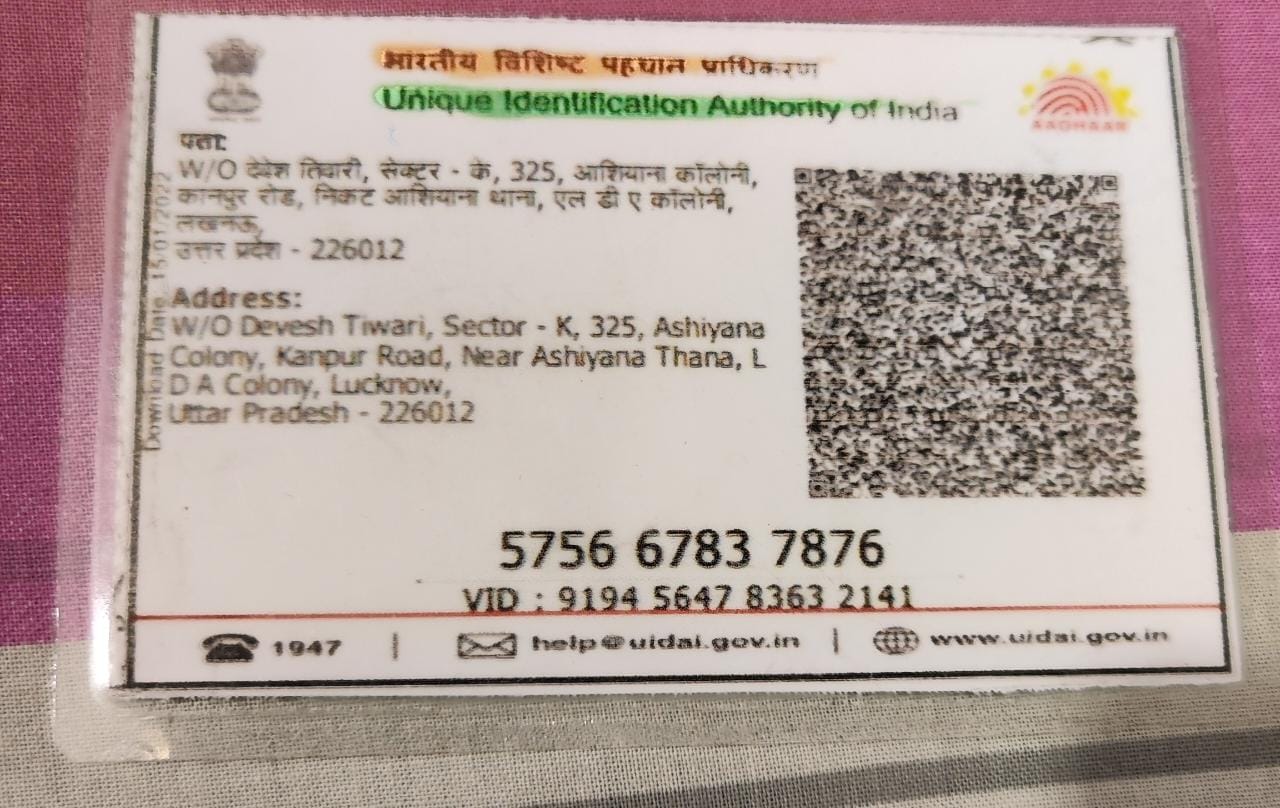 भारतीय विशिष्ट पहचान प्राधिकरण
Unique Identification Authority of India
AADHAAR
पता:
W/O देवेश तिवारी, सेक्टर - के, 325, आशियाना कॉलोनी,
कानपुर रोड, निकट आशियाना थाना, एल डी ए कॉलोनी,
लखनऊ,
उत्तर प्रदेश - 226012
Address:
W/O Devesh Tiwari, Sector - K, 325, Ashiyana
Colony, Kanpur Road, Near Ashiyana Thana, L
D A Colony, Lucknow,
Uttar Pradesh - 226012
Download Date: 15/01/2022
5756 6783 7876
VID : 9194 5647 8363 2141
1947 | help@uidai.gov.in | www.uidai.gov.in